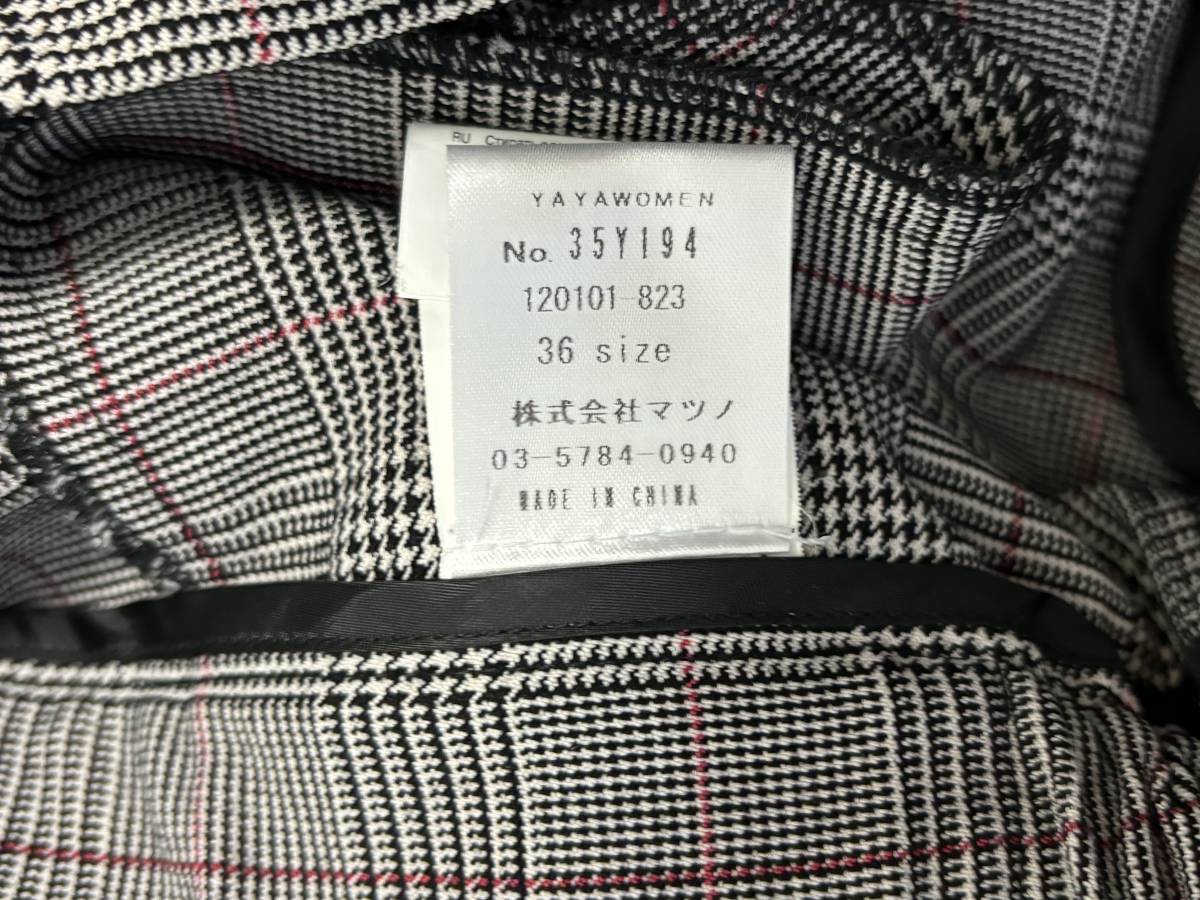 RU
YAYAWOMEN
No. 35Y194
120101-823
36 size
株式会社マツノ
03-5784-0940
MADE IN CHINA